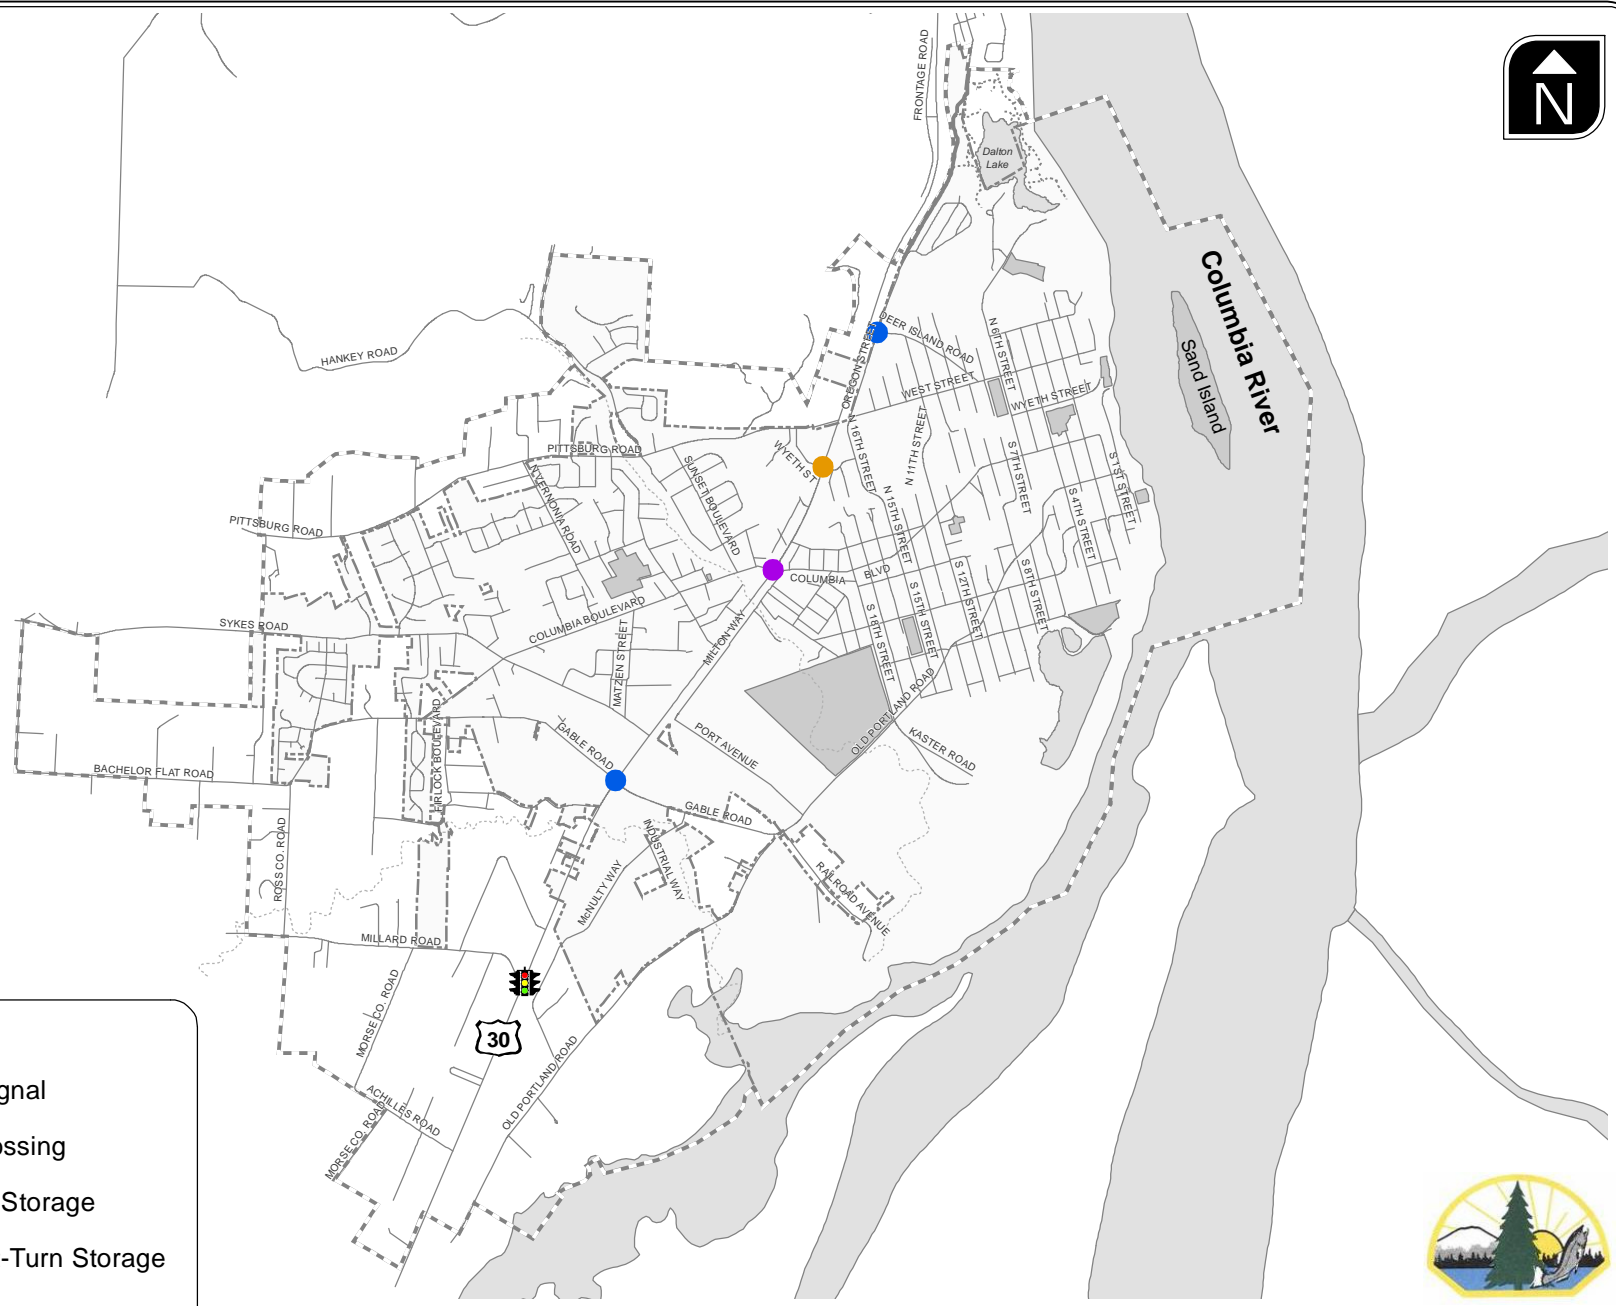 FRONTAGE ROAD
N
Dalton
Lake
Columbia River
Sand Island
DEER ISLAND ROAD
N 6TH STREET
HANKEY ROAD
OREGON STREET
WEST STREET
WYETH STREET
N 16TH STREET
N 11TH STREET
PITTSBURG ROAD
WYETH ST
S 7TH STREET
S 1ST STREET
SUNSET BOULEVARD
N VERNONIA ROAD
N 15TH STREET
S 4TH STREET
PITTSBURG ROAD
COLUMBIA BLVD
S 12TH STREET
S 8TH STREET
S 15TH STREET
S 18TH STREET
SYKES ROAD
COLUMBIA BOULEVARD
MILTON WAY
MATZEN STREET
OLD PORTLAND ROAD
FIRLOCK BOULEVARD
GABLE ROAD
PORT AVENUE
KASTER ROAD
BACHELOR FLAT ROAD
GABLE ROAD
ROSS CO. ROAD
INDUSTRIAL WAY
McNULTY WAY
RAILROAD AVENUE
MILLARD ROAD
MORSE CO. ROAD
30
OLD PORTLAND ROAD
ACHILLES ROAD
MORSE CO. ROAD
gnal
ossing
Storage
-Turn Storage